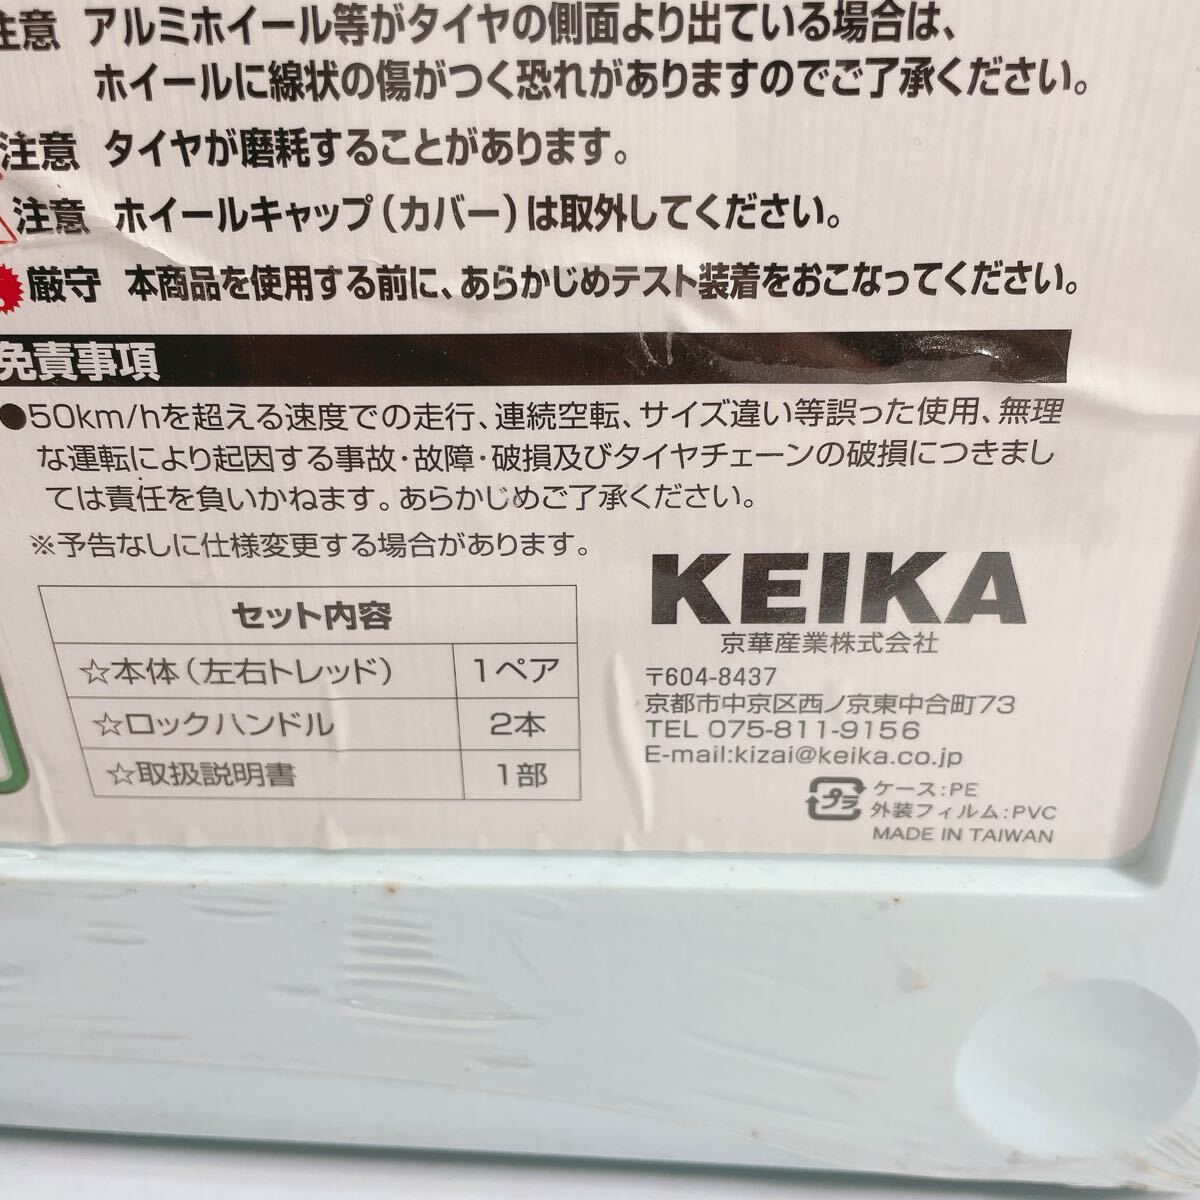 注意 アルミホイール等がタイヤの側面より出ている場合は、
ホイールに線状の傷がつく恐れがありますのでご了承ください。
注意 タイヤが磨耗することがあります。
注意 ホイールキャップ（カバー）は取外してください。
厳守 本商品を使用する前に、あらかじめテスト装着をおこなってください。
免責事項
●50km/hを超える速度での走行、連続空転、サイズ違い等誤った使用、無理
な運転により起因する事故・故障・破損及びタイヤチェーンの破損につきまし
ては責任を負いかねます。あらかじめご了承ください。
※予告なしに仕様変更する場合があります。
セット内容
☆本体（左右トレッド） 1ペア
☆ロックハンドル 2本
☆取扱説明書 1部
KEIKA
京華産業株式会社
〒604-8437
京都市中京区西ノ京東中合町73
TEL 075-811-9156
E-mail:kizai@keika.co.jp
プラ
ケース:PE
外装フィルム:PVC
MADE IN TAIWAN